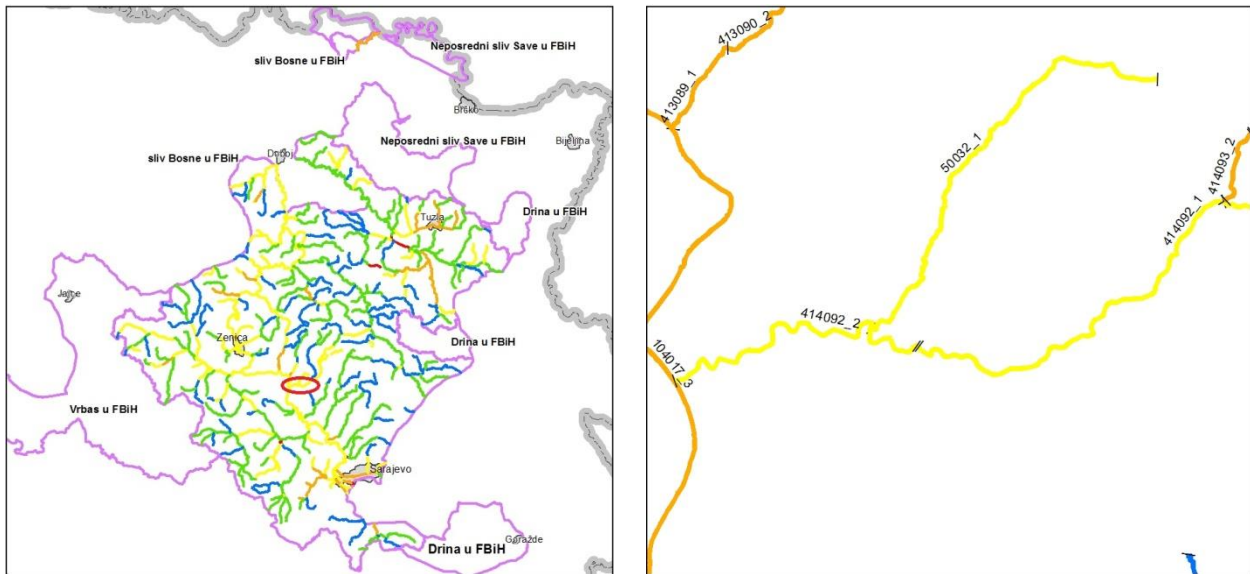 Neposredni sliv Save u FBiH
sliv Bosne u FBiH
Brčko
Bijeljina
Neposredni sliv Save u FBiH
sliv Bosne u FBiH
Doboj
Drina u FBiH
Tuzla
Jajce
Zenica
Drina u FBiH
Vrbas u FBiH
Sarajevo
Drina u FBiH
Goražde
413090_2
413089_1
50032_1
414093_2
414092_1
414092_2
104017_3